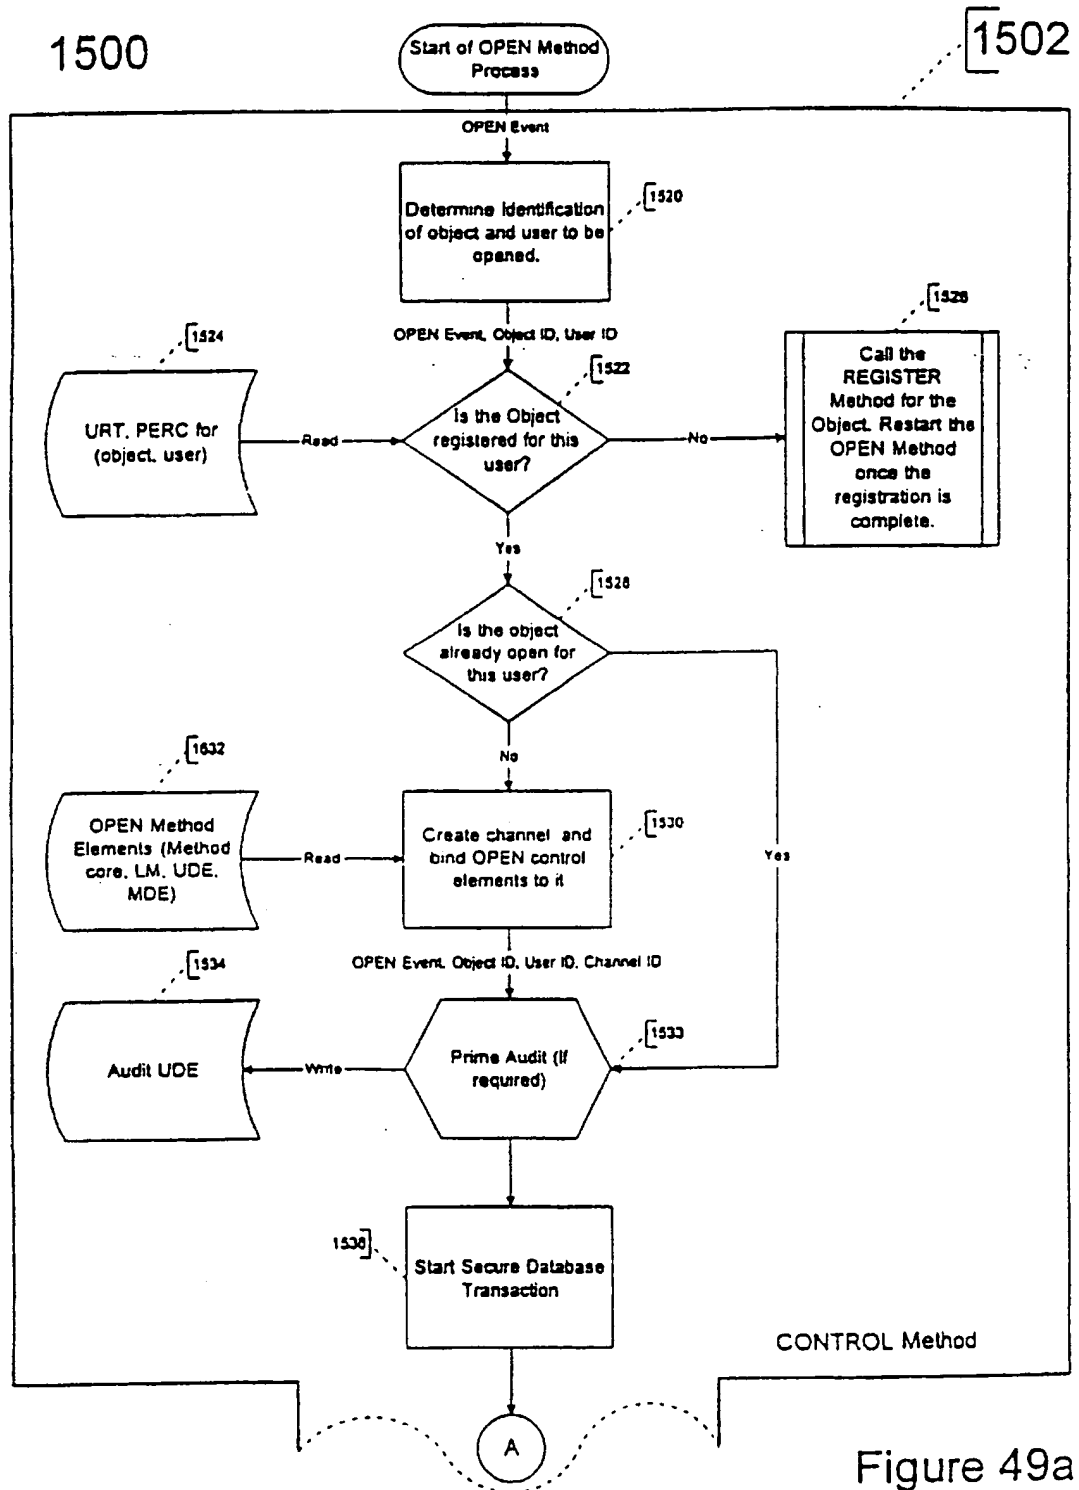 1500
1502
Start of OPEN Method
Process
OPEN Event
1520
Determine Identification
of object and user to be
opened.
OPEN Event, Object ID, User ID
1524
1522
1526
URT, PERC for
(object, user)
Read
Is the Object
registered for this
user?
No
Call the
REGISTER
Method for the
Object. Restart the
OPEN Method
once the
registration is
complete.
Yes
1528
Is the object
already open for
this user?
No
Yes
1532
OPEN Method
Elements (Method
core, LM, UDE,
MDE)
Read
Create channel and
bind OPEN control
elements to it
1530
OPEN Event, Object ID, User ID, Channel ID
1534
Audit UDE
Write
Prime Audit (if
required)
1533
1538
Start Secure Database
Transaction
CONTROL Method
A
Figure 49a